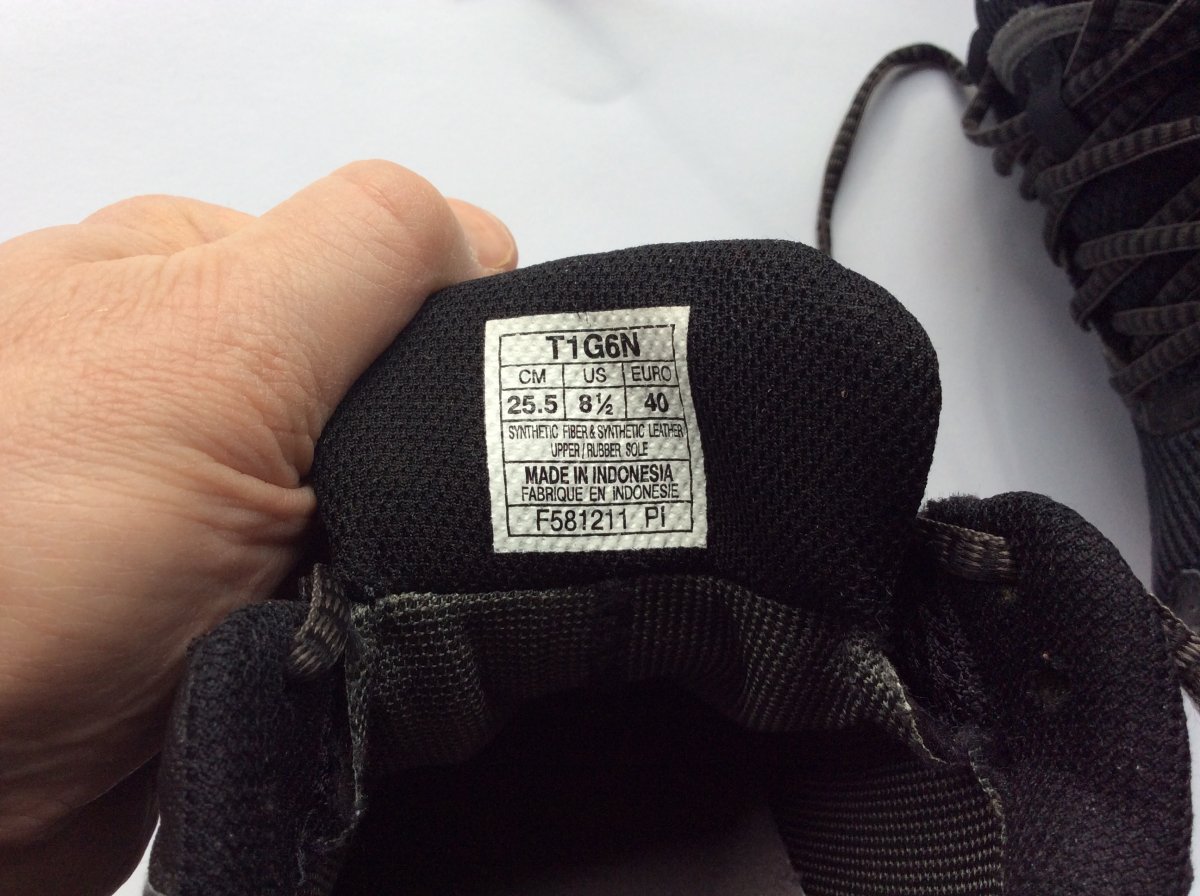 T1G6N
CM US EURO
25.5 8½ 40
SYNTHETIC FIBER & SYNTHETIC LEATHER
UPPER / RUBBER SOLE
MADE IN INDONESIA
FABRIQUE EN INDONESIE
F581211 PI